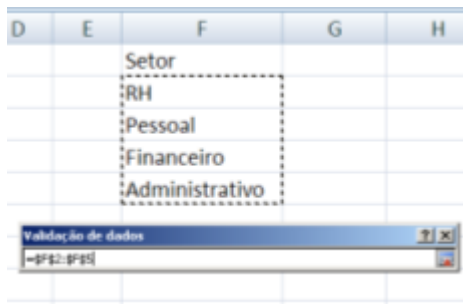 D E F G H
Setor
RH
Pessoal
Financeiro
Administrativo
Validação de dados
=$F$2:$F$5